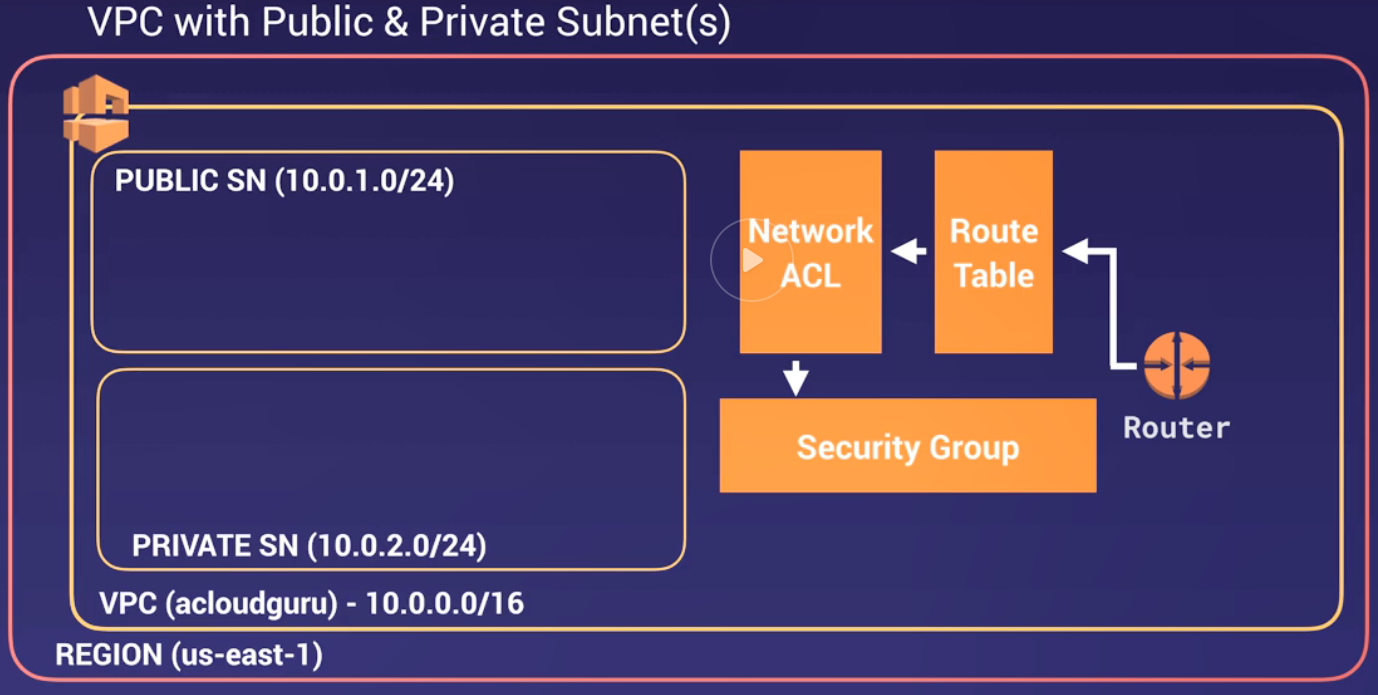 VPC with Public & Private Subnet(s)
PUBLIC SN (10.0.1.0/24)
Network
ACL
Route
Table
Router
Security Group
PRIVATE SN (10.0.2.0/24)
VPC (acloudguru) - 10.0.0.0/16
REGION (us-east-1)